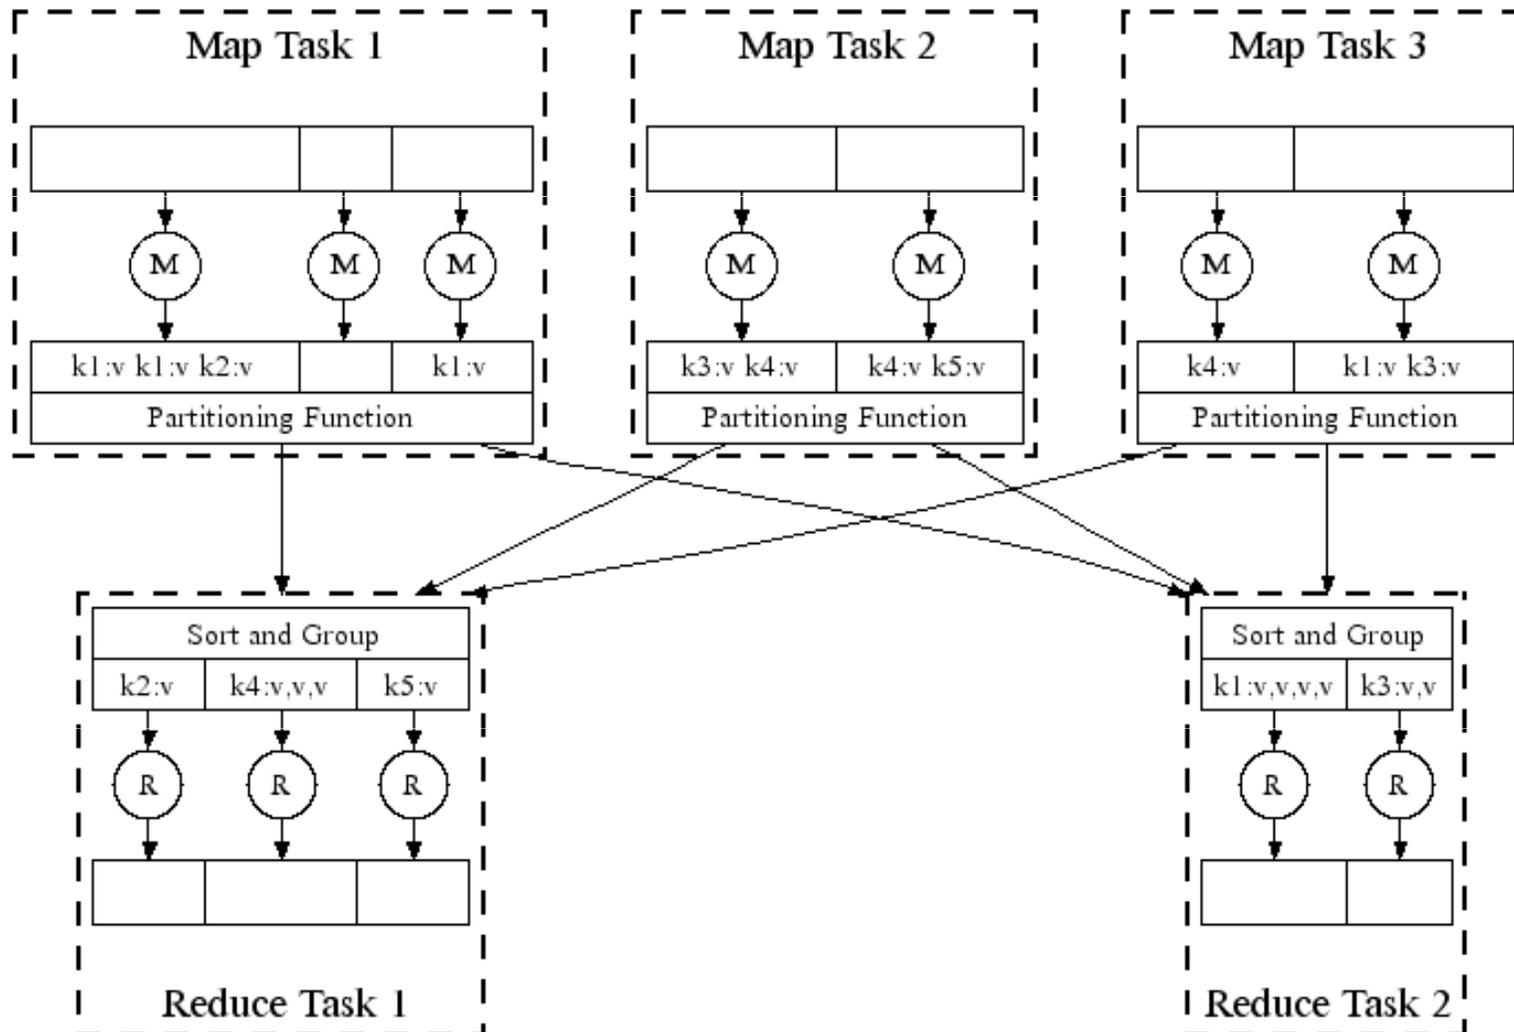 Map Task 1
Map Task 2
Map Task 3
M
M
M
M
M
M
M
k1:v k1:v k2:v
k1:v
k3:v k4:v
k4:v k5:v
k4:v
k1:v k3:v
Partitioning Function
Partitioning Function
Partitioning Function
Sort and Group
Sort and Group
k2:v
k4:v,v,v
k5:v
k1:v,v,v,v
k3:v,v
R
R
R
R
R
Reduce Task 1
Reduce Task 2